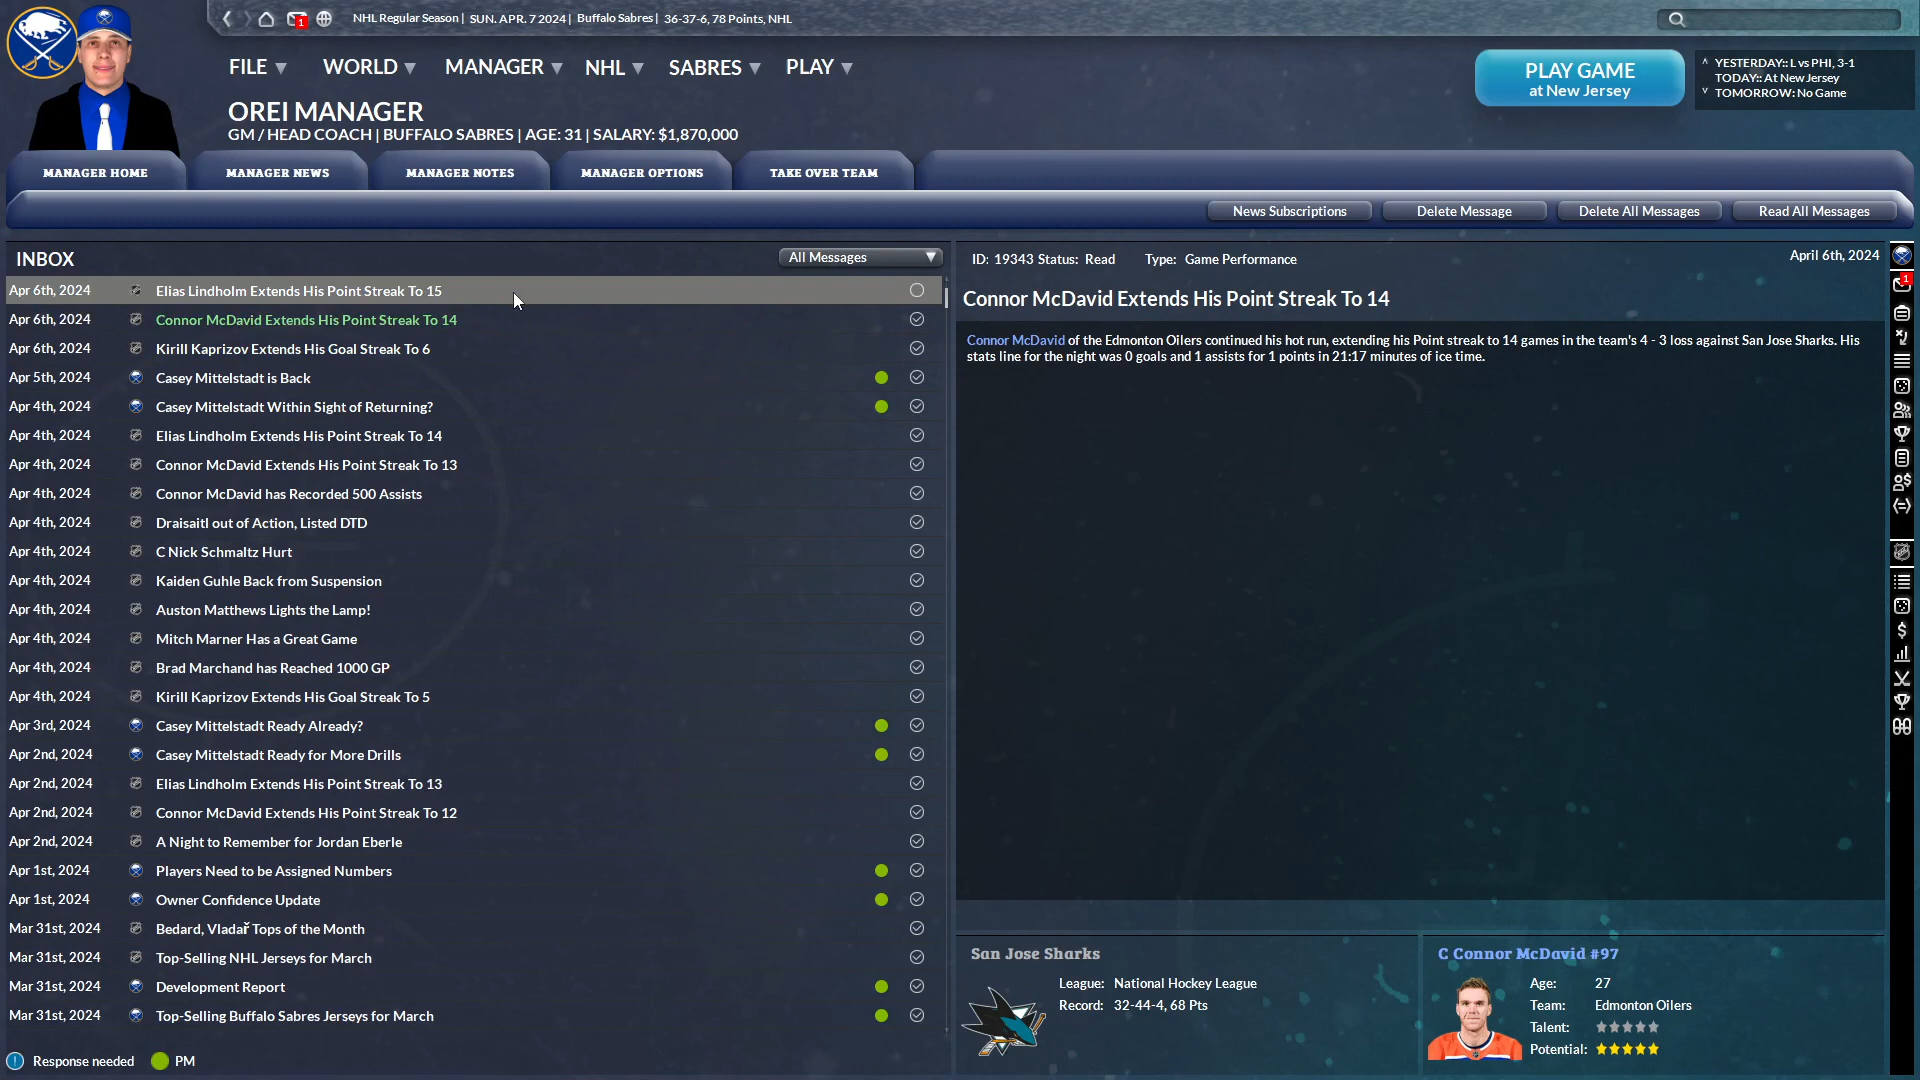 NHL Regular Season | SUN. APR. 7 2024 | Buffalo Sabres | 36-37-6, 78 Points, NHL
1
FILE WORLD MANAGER NHL SABRES PLAY
PLAY GAME
at New Jersey
YESTERDAY:: L vs PHI, 3-1
TODAY:: At New Jersey
TOMORROW: No Game
OREI MANAGER
GM / HEAD COACH | BUFFALO SABRES | AGE: 31 | SALARY: $1,870,000
MANAGER HOME MANAGER NEWS MANAGER NOTES MANAGER OPTIONS TAKE OVER TEAM
News Subscriptions Delete Message Delete All Messages Read All Messages
INBOX All Messages
Apr 6th, 2024 Elias Lindholm Extends His Point Streak To 15
Apr 6th, 2024 Connor McDavid Extends His Point Streak To 14
Apr 6th, 2024 Kirill Kaprizov Extends His Goal Streak To 6
Apr 5th, 2024 Casey Mittelstadt is Back
Apr 4th, 2024 Casey Mittelstadt Within Sight of Returning?
Apr 4th, 2024 Elias Lindholm Extends His Point Streak To 14
Apr 4th, 2024 Connor McDavid Extends His Point Streak To 13
Apr 4th, 2024 Connor McDavid has Recorded 500 Assists
Apr 4th, 2024 Draisaitl out of Action, Listed DTD
Apr 4th, 2024 C Nick Schmaltz Hurt
Apr 4th, 2024 Kaiden Guhle Back from Suspension
Apr 4th, 2024 Auston Matthews Lights the Lamp!
Apr 4th, 2024 Mitch Marner Has a Great Game
Apr 4th, 2024 Brad Marchand has Reached 1000 GP
Apr 4th, 2024 Kirill Kaprizov Extends His Goal Streak To 5
Apr 3rd, 2024 Casey Mittelstadt Ready Already?
Apr 2nd, 2024 Casey Mittelstadt Ready for More Drills
Apr 2nd, 2024 Elias Lindholm Extends His Point Streak To 13
Apr 2nd, 2024 Connor McDavid Extends His Point Streak To 12
Apr 2nd, 2024 A Night to Remember for Jordan Eberle
Apr 1st, 2024 Players Need to be Assigned Numbers
Apr 1st, 2024 Owner Confidence Update
Mar 31st, 2024 Bedard, Vladař Tops of the Month
Mar 31st, 2024 Top-Selling NHL Jerseys for March
Mar 31st, 2024 Development Report
Mar 31st, 2024 Top-Selling Buffalo Sabres Jerseys for March
Response needed PM
ID: 19343 Status: Read Type: Game Performance April 6th, 2024
Connor McDavid Extends His Point Streak To 14
Connor McDavid of the Edmonton Oilers continued his hot run, extending his Point streak to 14 games in the team's 4 - 3 loss against San Jose Sharks. His
stats line for the night was 0 goals and 1 assists for 1 points in 21:17 minutes of ice time.
San Jose Sharks
League: National Hockey League
Record: 32-44-4, 68 Pts
C Connor McDavid #97
Age: 27
Team: Edmonton Oilers
Talent:
Potential:
1